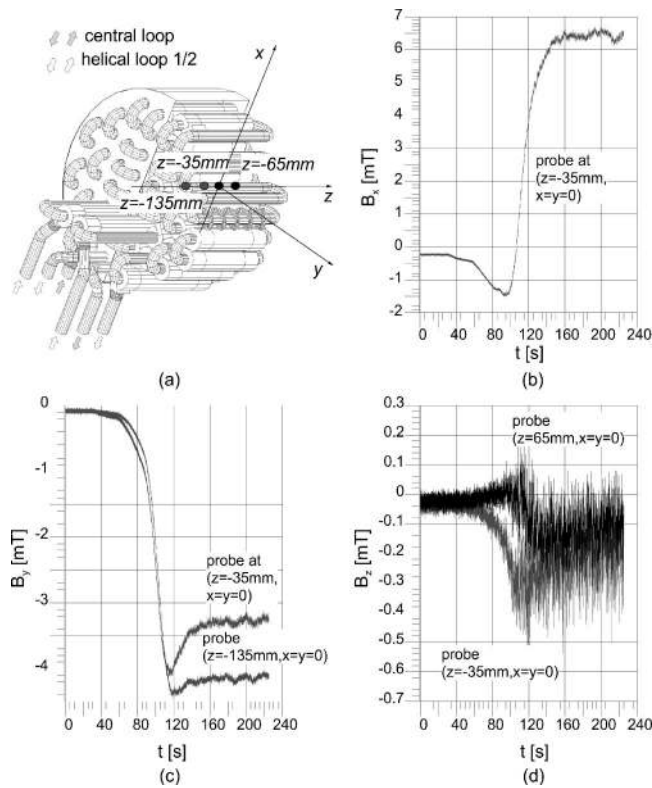 central loop
helical loop 1/2
x
z=-35mm
z=-65mm
z=-135mm
z
y
(a)
7
6
5
4
3
2
1
0
-1
-2
B_x [mT]
probe at
(z=-35mm,
x=y=0)
0 40 80 120 160 200 240
t [s]
(b)
0
-1
-2
-3
-4
B_y [mT]
probe at
(z=-35mm,
x=y=0)
probe
(z=-135mm,x=y=0)
0 40 80 120 160 200 240
t [s]
(c)
0.3
0.2
0.1
0
-0.1
-0.2
-0.3
-0.4
-0.5
-0.6
-0.7
B_z [mT]
probe
(z=65mm,x=y=0)
probe
(z=-35mm,x=y=0)
0 40 80 120 160 200 240
t [s]
(d)